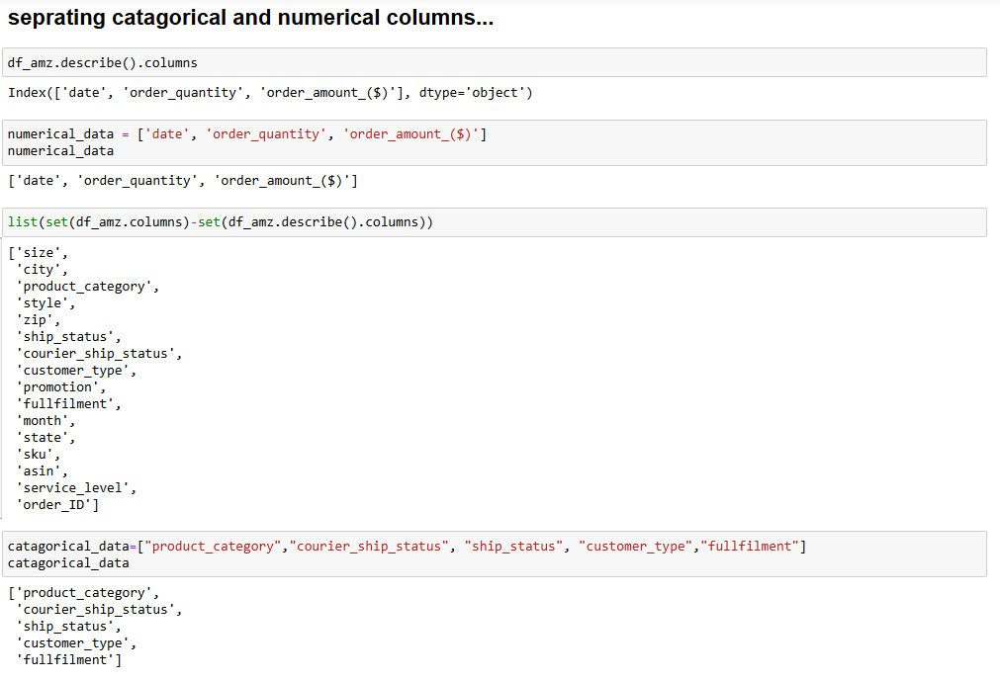 seprating catagorical and numerical columns...
df_amz.describe().columns
Index(['date', 'order_quantity', 'order_amount_($)'], dtype='object')
numerical_data = ['date', 'order_quantity', 'order_amount_($)']
numerical_data
['date', 'order_quantity', 'order_amount_($)']
list(set(df_amz.columns)-set(df_amz.describe().columns))
['size',
 'city',
 'product_category',
 'style',
 'zip',
 'ship_status',
 'courier_ship_status',
 'customer_type',
 'promotion',
 'fullfilment',
 'month',
 'state',
 'sku',
 'asin',
 'service_level',
 'order_ID']
catagorical_data=["product_category","courier_ship_status", "ship_status", "customer_type","fullfilment"]
catagorical_data
['product_category',
 'courier_ship_status',
 'ship_status',
 'customer_type',
 'fullfilment']